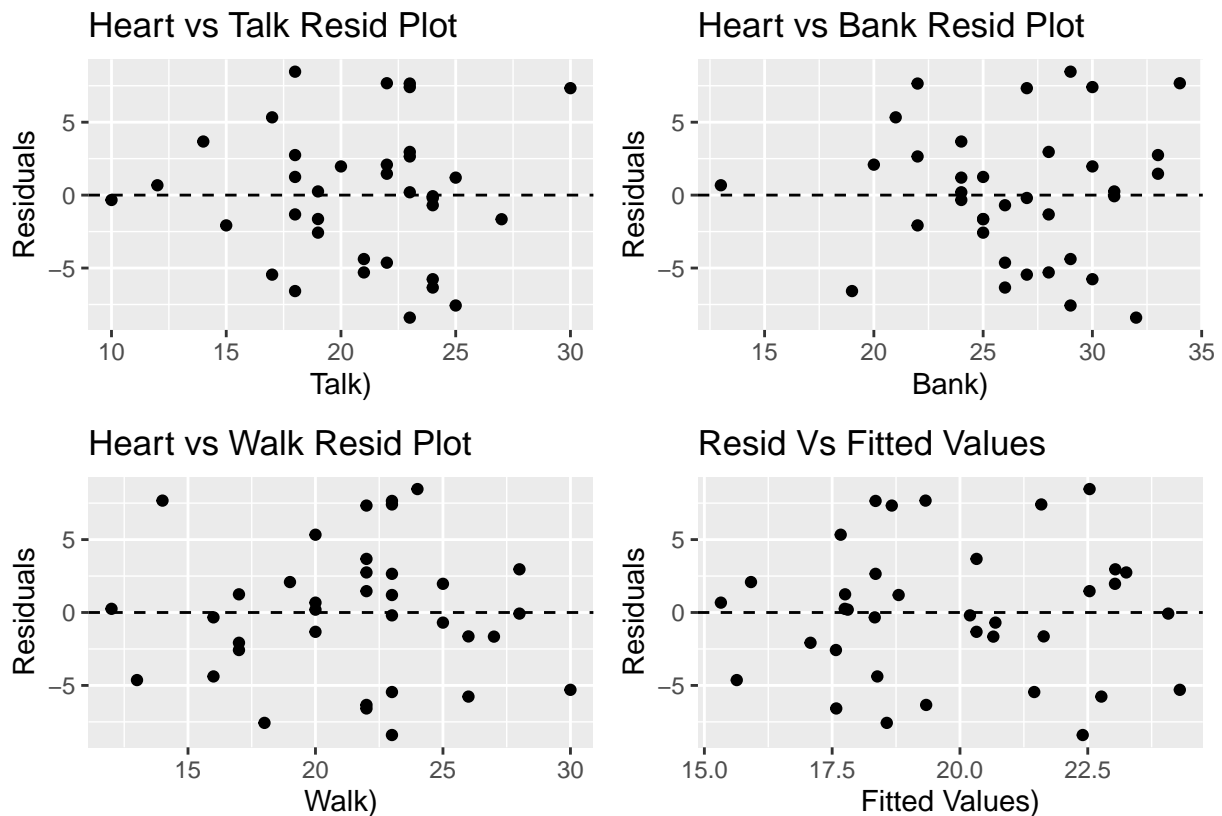 Heart vs Talk Resid Plot
Residuals
5
0
−5
10 15 20 25 30
Talk)
Heart vs Bank Resid Plot
Residuals
5
0
−5
15 20 25 30 35
Bank)
Heart vs Walk Resid Plot
Residuals
5
0
−5
15 20 25 30
Walk)
Resid Vs Fitted Values
Residuals
5
0
−5
15.0 17.5 20.0 22.5
Fitted Values)